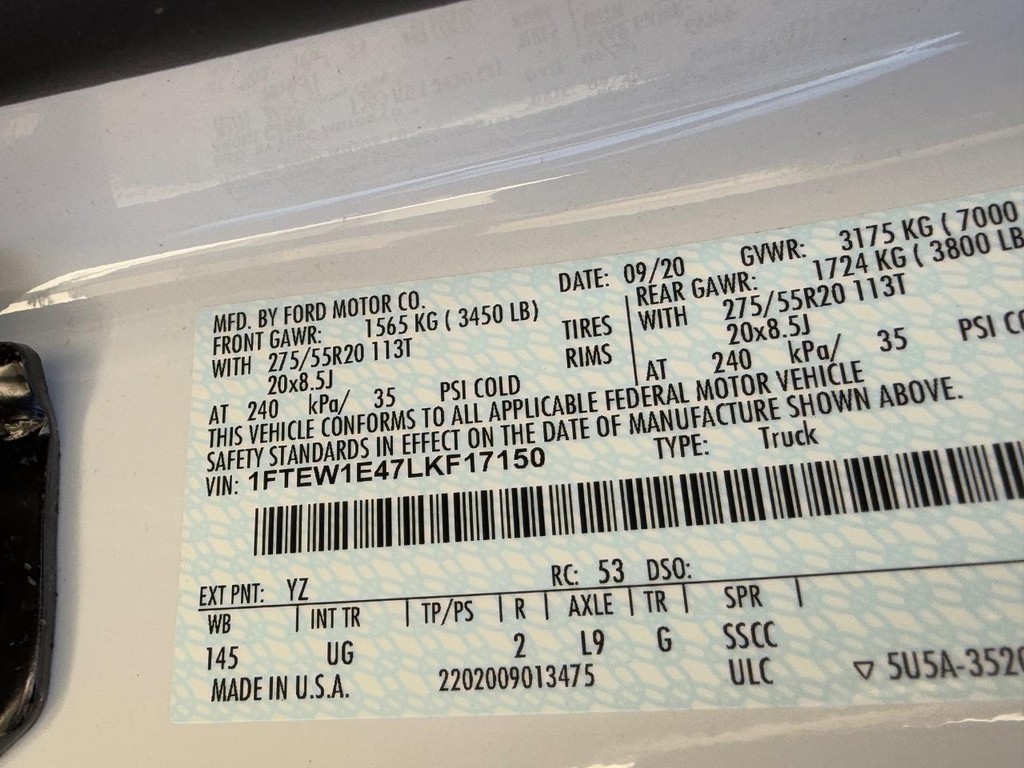 MFD. BY FORD MOTOR CO. DATE: 09/20 GVWR: 3175 KG ( 7000
FRONT GAWR: 1565 KG ( 3450 LB) REAR GAWR: 1724 KG ( 3800 LB
WITH 275/55R20 113T TIRES WITH 275/55R20 113T
20x8.5J RIMS 20x8.5J
AT 240 kPa/ 35 PSI COLD AT 240 kPa/ 35 PSI CO
THIS VEHICLE CONFORMS TO ALL APPLICABLE FEDERAL MOTOR VEHICLE
SAFETY STANDARDS IN EFFECT ON THE DATE OF MANUFACTURE SHOWN ABOVE.
VIN: 1FTEW1E47LKF17150 TYPE: Truck
EXT PNT: YZ RC: 53 DSO:
WB INT TR TP/PS R AXLE TR SPR
145 UG 2 L9 G SSCC
MADE IN U.S.A. 2202009013475 ULC ▽ 5U5A-3520